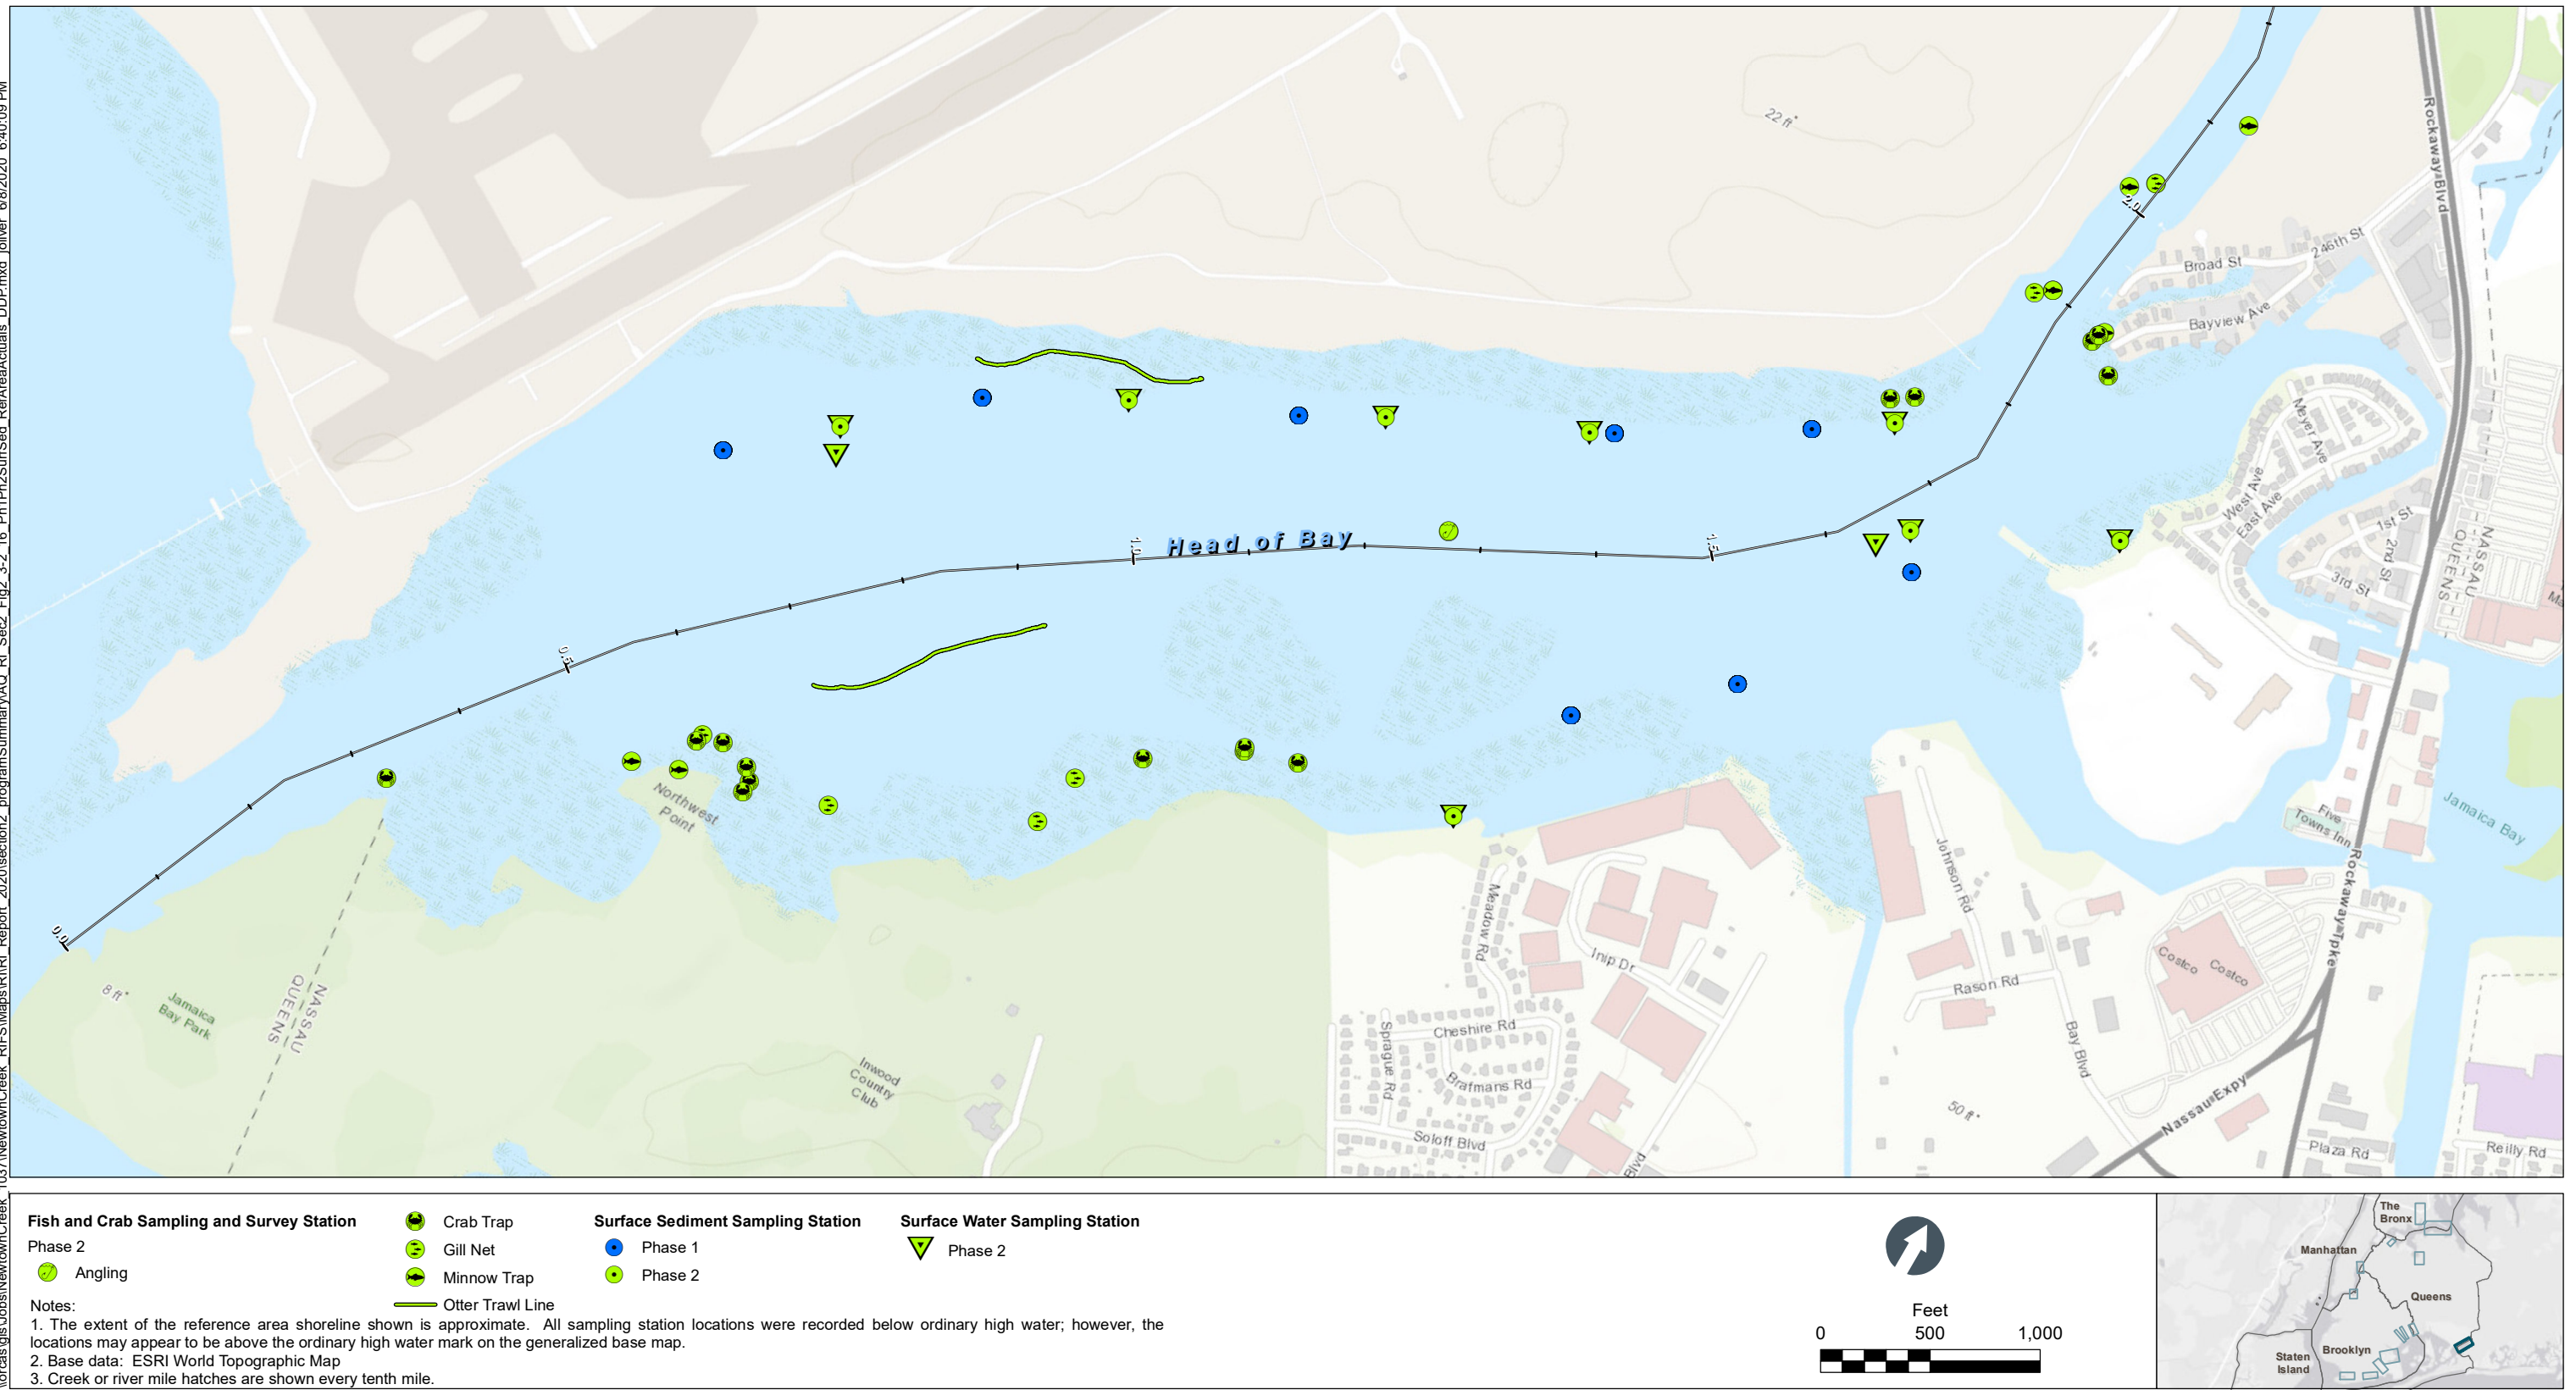 22 ft
Rockaway Blvd
2.0
246th St
Broad St
Bayview Ave
Meyer Ave
West Ave
East Ave
1st St
2nd St
3rd St
NASSAU
QUEENS
Head of Bay
1.0
1.5
0.5
0.0
Northwest
Point
8 ft
Jamaica
Bay Park
NASSAU
QUEENS
Inwood
Country
Club
Meadow Rd
Inip Dr
Cheshire Rd
Sprague Rd
Brafmans Rd
Soloff Blvd
Blvd
Johnson Rd
Rason Rd
Bay Blvd
50 ft
Costco
Costco
Five
Towns Inn
Rockaway Tpke
Jamaica Bay
Nassau Expy
Plaza Rd
Reilly Rd
Fish and Crab Sampling and Survey Station
Phase 2
Angling
Crab Trap
Gill Net
Minnow Trap
Otter Trawl Line
Surface Sediment Sampling Station
Phase 1
Phase 2
Surface Water Sampling Station
Phase 2
Notes:
1. The extent of the reference area shoreline shown is approximate. All sampling station locations were recorded below ordinary high water; however, the
locations may appear to be above the ordinary high water mark on the generalized base map.
2. Base data: ESRI World Topographic Map
3. Creek or river mile hatches are shown every tenth mile.
Feet
0 500 1,000
The
Bronx
Manhattan
Queens
Brooklyn
Staten
Island